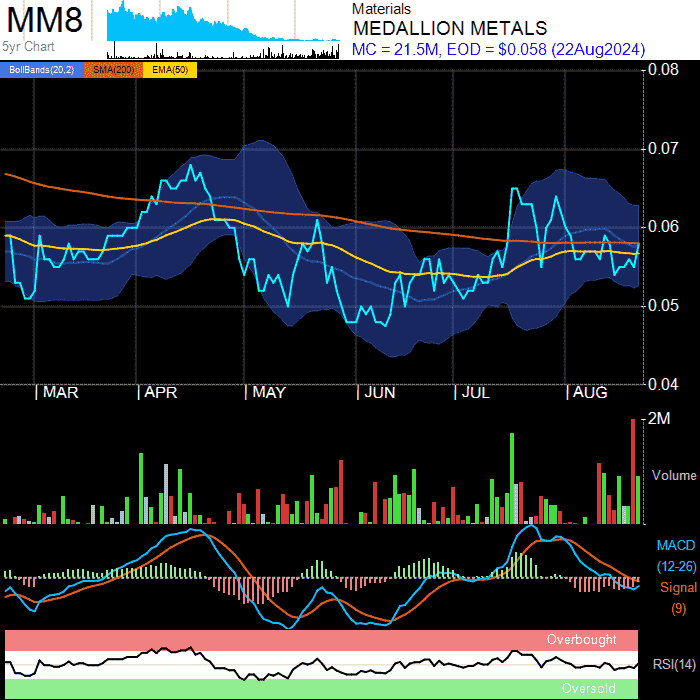 MM8
5yr Chart
Materials
MEDALLION METALS
MC = 21.5M, EOD = $0.058 (22Aug2024)
BollBands(20,2) SMA(200) EMA(50)
0.08
0.07
0.06
0.05
0.04
MAR APR MAY JUN JUL AUG
2M
Volume
MACD
(12-26)
Signal
(9)
Overbought
RSI(14)
Oversold